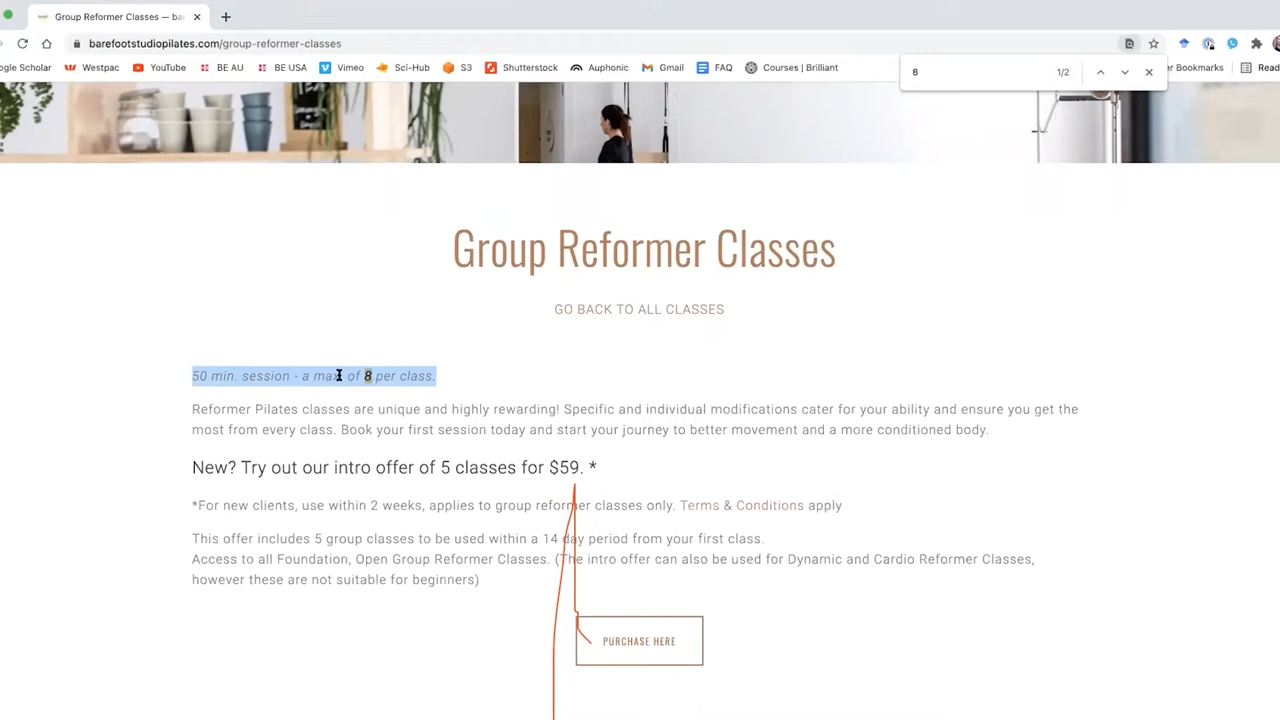 Group Reformer Classes — bar
barefootstudiopilates.com/group-reformer-classes
ogle Scholar Westpac YouTube BE AU BE USA Vimeo Sci-Hub S3 Shutterstock Auphonic Gmail FAQ Courses | Brilliant er Bookmarks Read
8 1/2
Group Reformer Classes
GO BACK TO ALL CLASSES
50 min. session - a max of 8 per class.
Reformer Pilates classes are unique and highly rewarding! Specific and individual modifications cater for your ability and ensure you get the
most from every class. Book your first session today and start your journey to better movement and a more conditioned body.
New? Try out our intro offer of 5 classes for $59. *
*For new clients, use within 2 weeks, applies to group reformer classes only. Terms & Conditions apply
This offer includes 5 group classes to be used within a 14 day period from your first class.
Access to all Foundation, Open Group Reformer Classes. (The intro offer can also be used for Dynamic and Cardio Reformer Classes,
however these are not suitable for beginners)
PURCHASE HERE